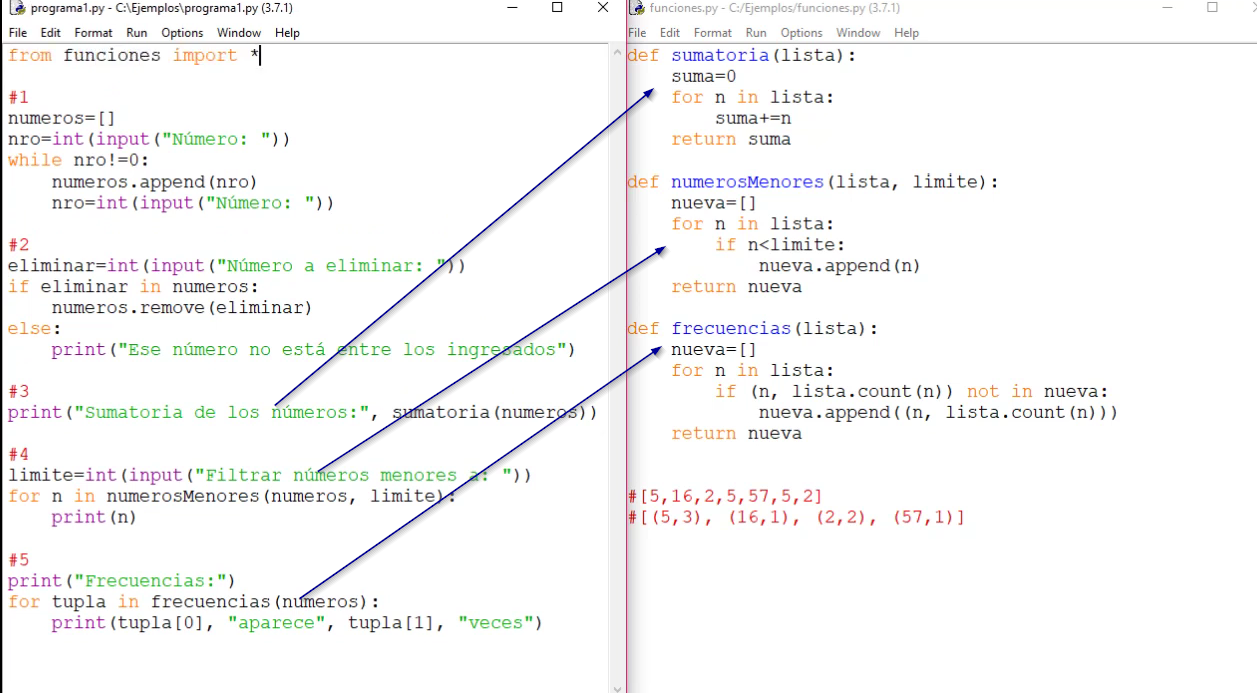 programa1.py - C:\Ejemplos\programa1.py (3.7.1)
File Edit Format Run Options Window Help
from funciones import *
#1
numeros=[]
nro=int(input("Número: "))
while nro!=0:
    numeros.append(nro)
    nro=int(input("Número: "))
#2
eliminar=int(input("Número a eliminar: "))
if eliminar in numeros:
    numeros.remove(eliminar)
else:
    print("Ese número no está entre los ingresados")
#3
print("Sumatoria de los números:", sumatoria(numeros))
#4
limite=int(input("Filtrar números menores a: "))
for n in numerosMenores(numeros, limite):
    print(n)
#5
print("Frecuencias:")
for tupla in frecuencias(numeros):
    print(tupla[0], "aparece", tupla[1], "veces")
funciones.py - C:/Ejemplos/funciones.py (3.7.1)
File Edit Format Run Options Window Help
def sumatoria(lista):
    suma=0
    for n in lista:
        suma+=n
    return suma
def numerosMenores(lista, limite):
    nueva=[]
    for n in lista:
        if n<limite:
            nueva.append(n)
    return nueva
def frecuencias(lista):
    nueva=[]
    for n in lista:
        if (n, lista.count(n)) not in nueva:
            nueva.append((n, lista.count(n)))
    return nueva
#[5,16,2,5,57,5,2]
#[(5,3), (16,1), (2,2), (57,1)]